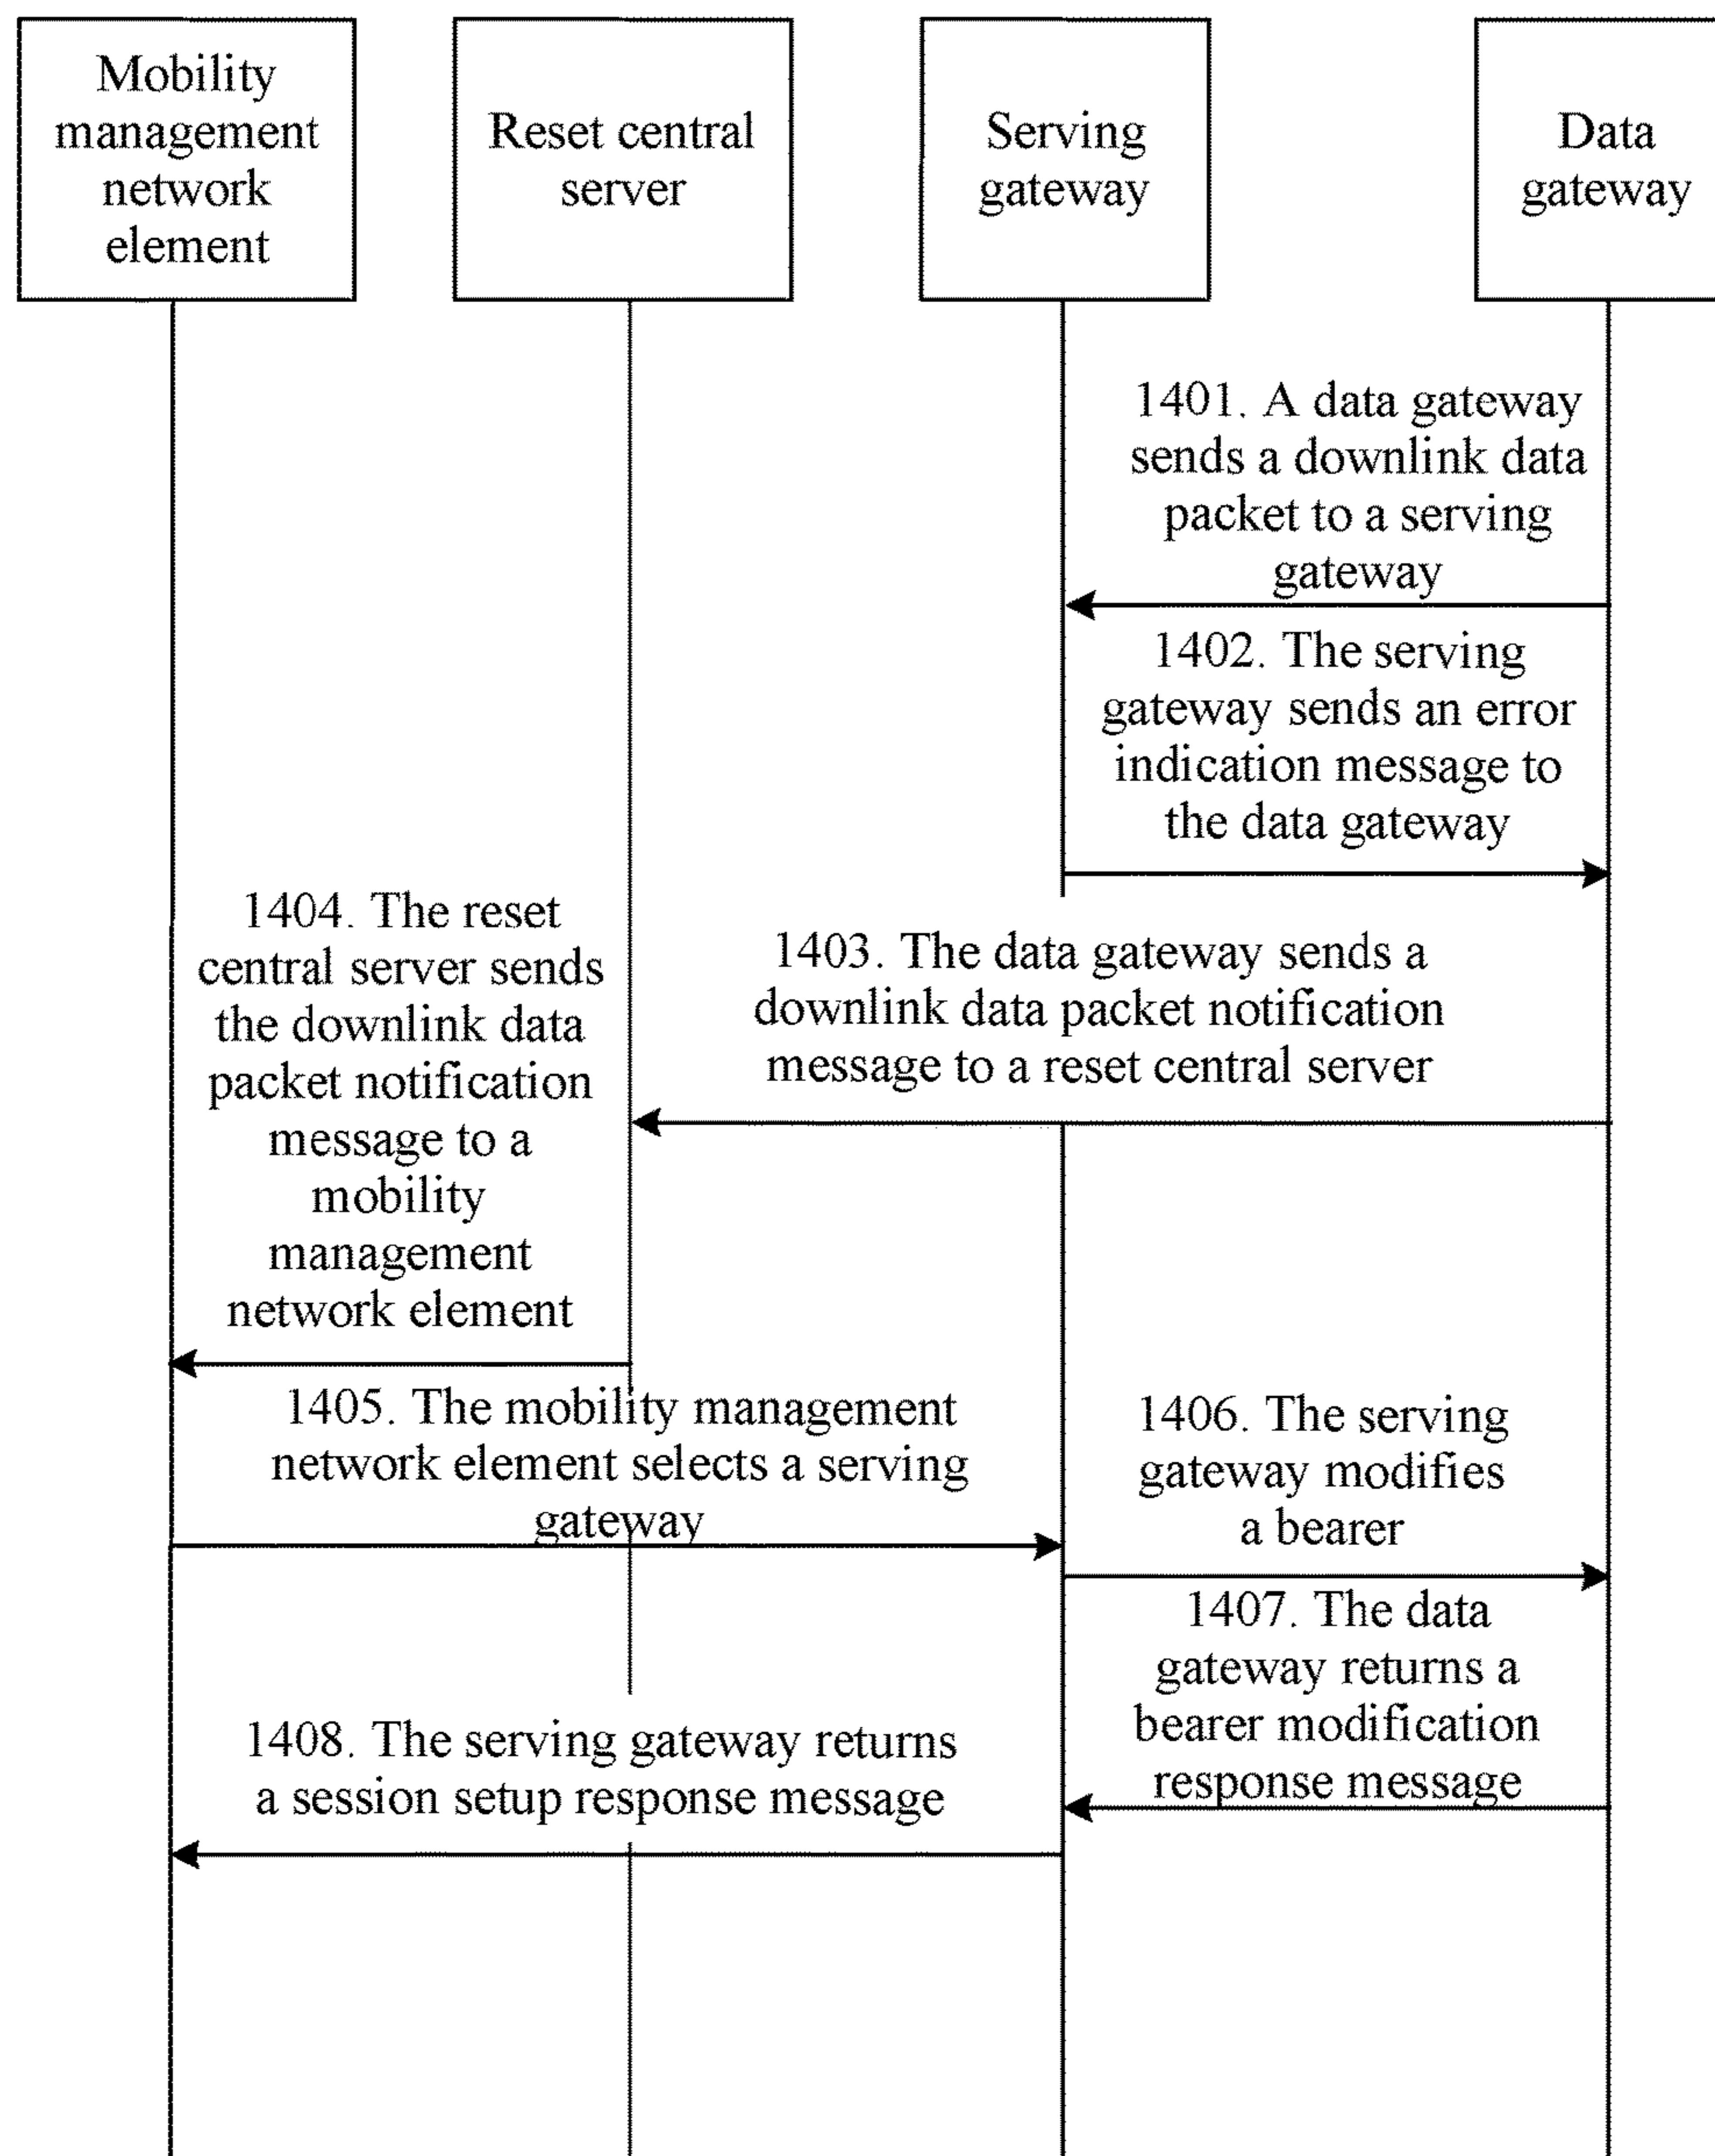 Mobility
management
network
element
Reset central
server
Serving
gateway
Data
gateway
1401. A data gateway
sends a downlink data
packet to a serving
gateway
1402. The serving
gateway sends an error
indication message to
the data gateway
1403. The data gateway sends a
downlink data packet notification
message to a reset central server
1404. The reset
central server sends
the downlink data
packet notification
message to a
mobility
management
network element
1405. The mobility management
network element selects a serving
gateway
1406. The serving
gateway modifies
a bearer
1407. The data
gateway returns a
bearer modification
response message
1408. The serving gateway returns
a session setup response message